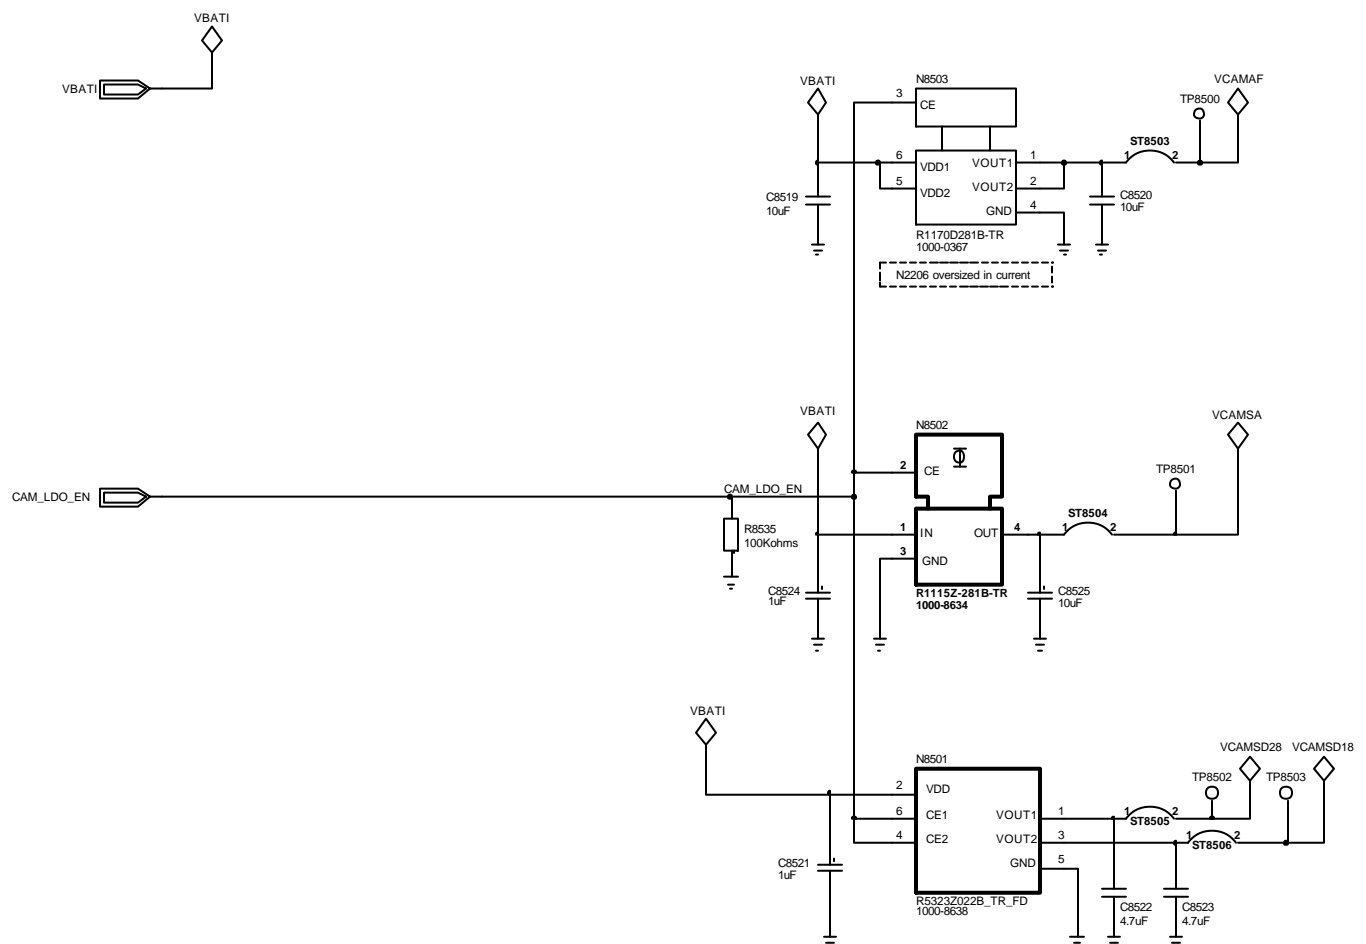 VBATI
VBATI
VBATI
N8503
VCAMAF
TP8500
3
CE
ST8503
1
2
6
VDD1
VOUT1
1
5
VDD2
VOUT2
2
GND
4
C8519
10uF
C8520
10uF
R1170D281B-TR
1000-0367
N2206 oversized in current
VBATI
N8502
VCAMSA
2
CE
TP8501
CAM_LDO_EN
CAM_LDO_EN
R8535
100Kohms
ST8504
1
2
1
IN
OUT
4
3
GND
C8524
1uF
C8525
10uF
R1115Z-281B-TR
1000-8634
VBATI
N8501
VCAMSD28
VCAMSD18
TP8502
TP8503
2
VDD
6
CE1
VOUT1
1
1
2
ST8505
4
CE2
VOUT2
3
1
2
ST8506
GND
5
C8521
1uF
R5323Z022B_TR_FD
1000-8638
C8522
4.7uF
C8523
4.7uF